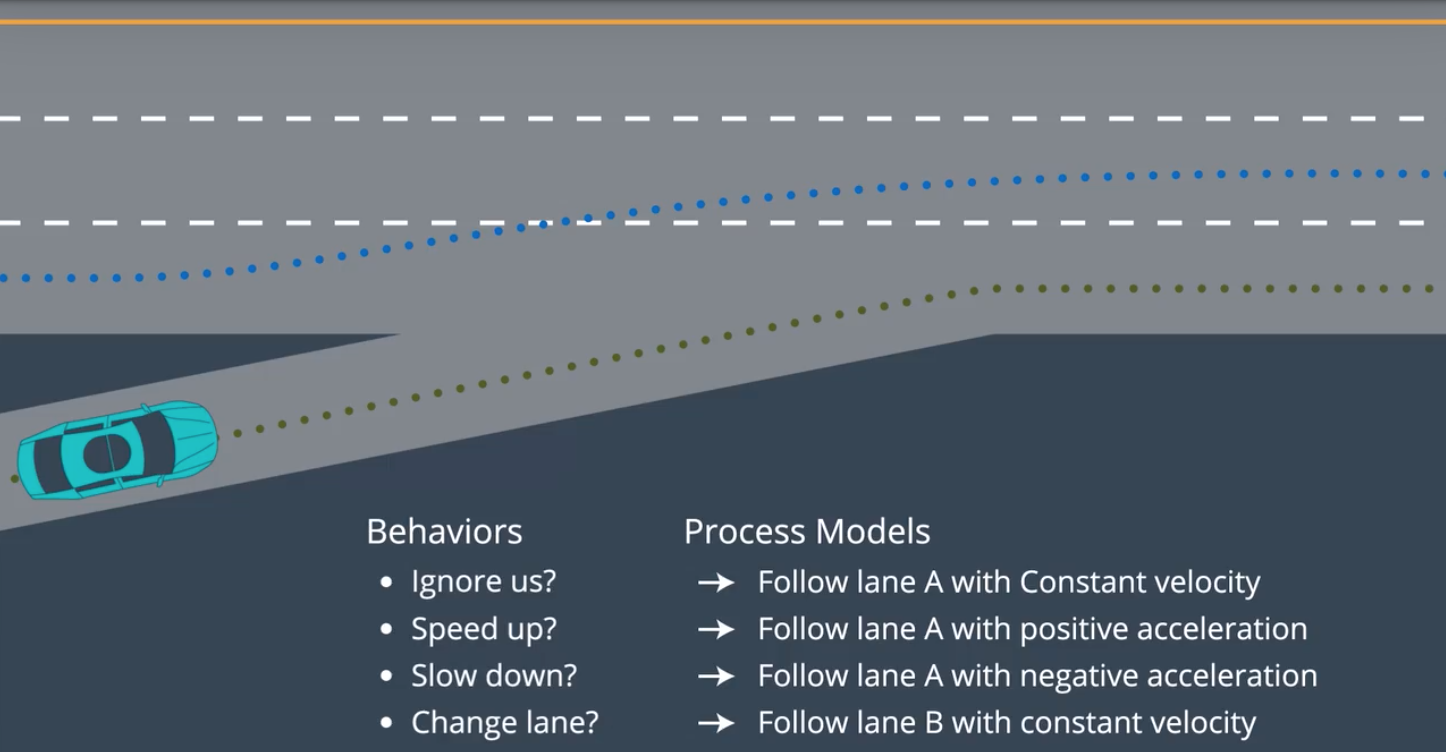 Behaviors
Process Models
• Ignore us?
→ Follow lane A with Constant velocity
• Speed up?
→ Follow lane A with positive acceleration
• Slow down?
→ Follow lane A with negative acceleration
• Change lane?
→ Follow lane B with constant velocity